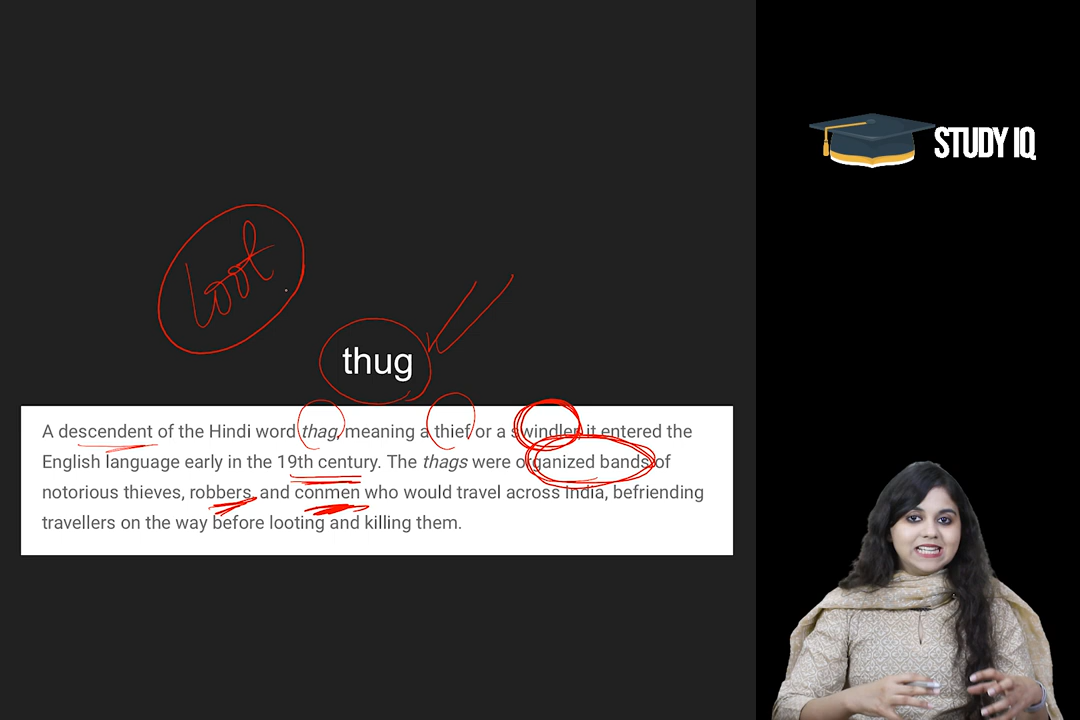 STUDY IQ
loot
thug
A descendent of the Hindi word thag, meaning a thief or a swindler, it entered the
English language early in the 19th century. The thags were organized bands of
notorious thieves, robbers, and conmen who would travel across India, befriending
travellers on the way before looting and killing them.